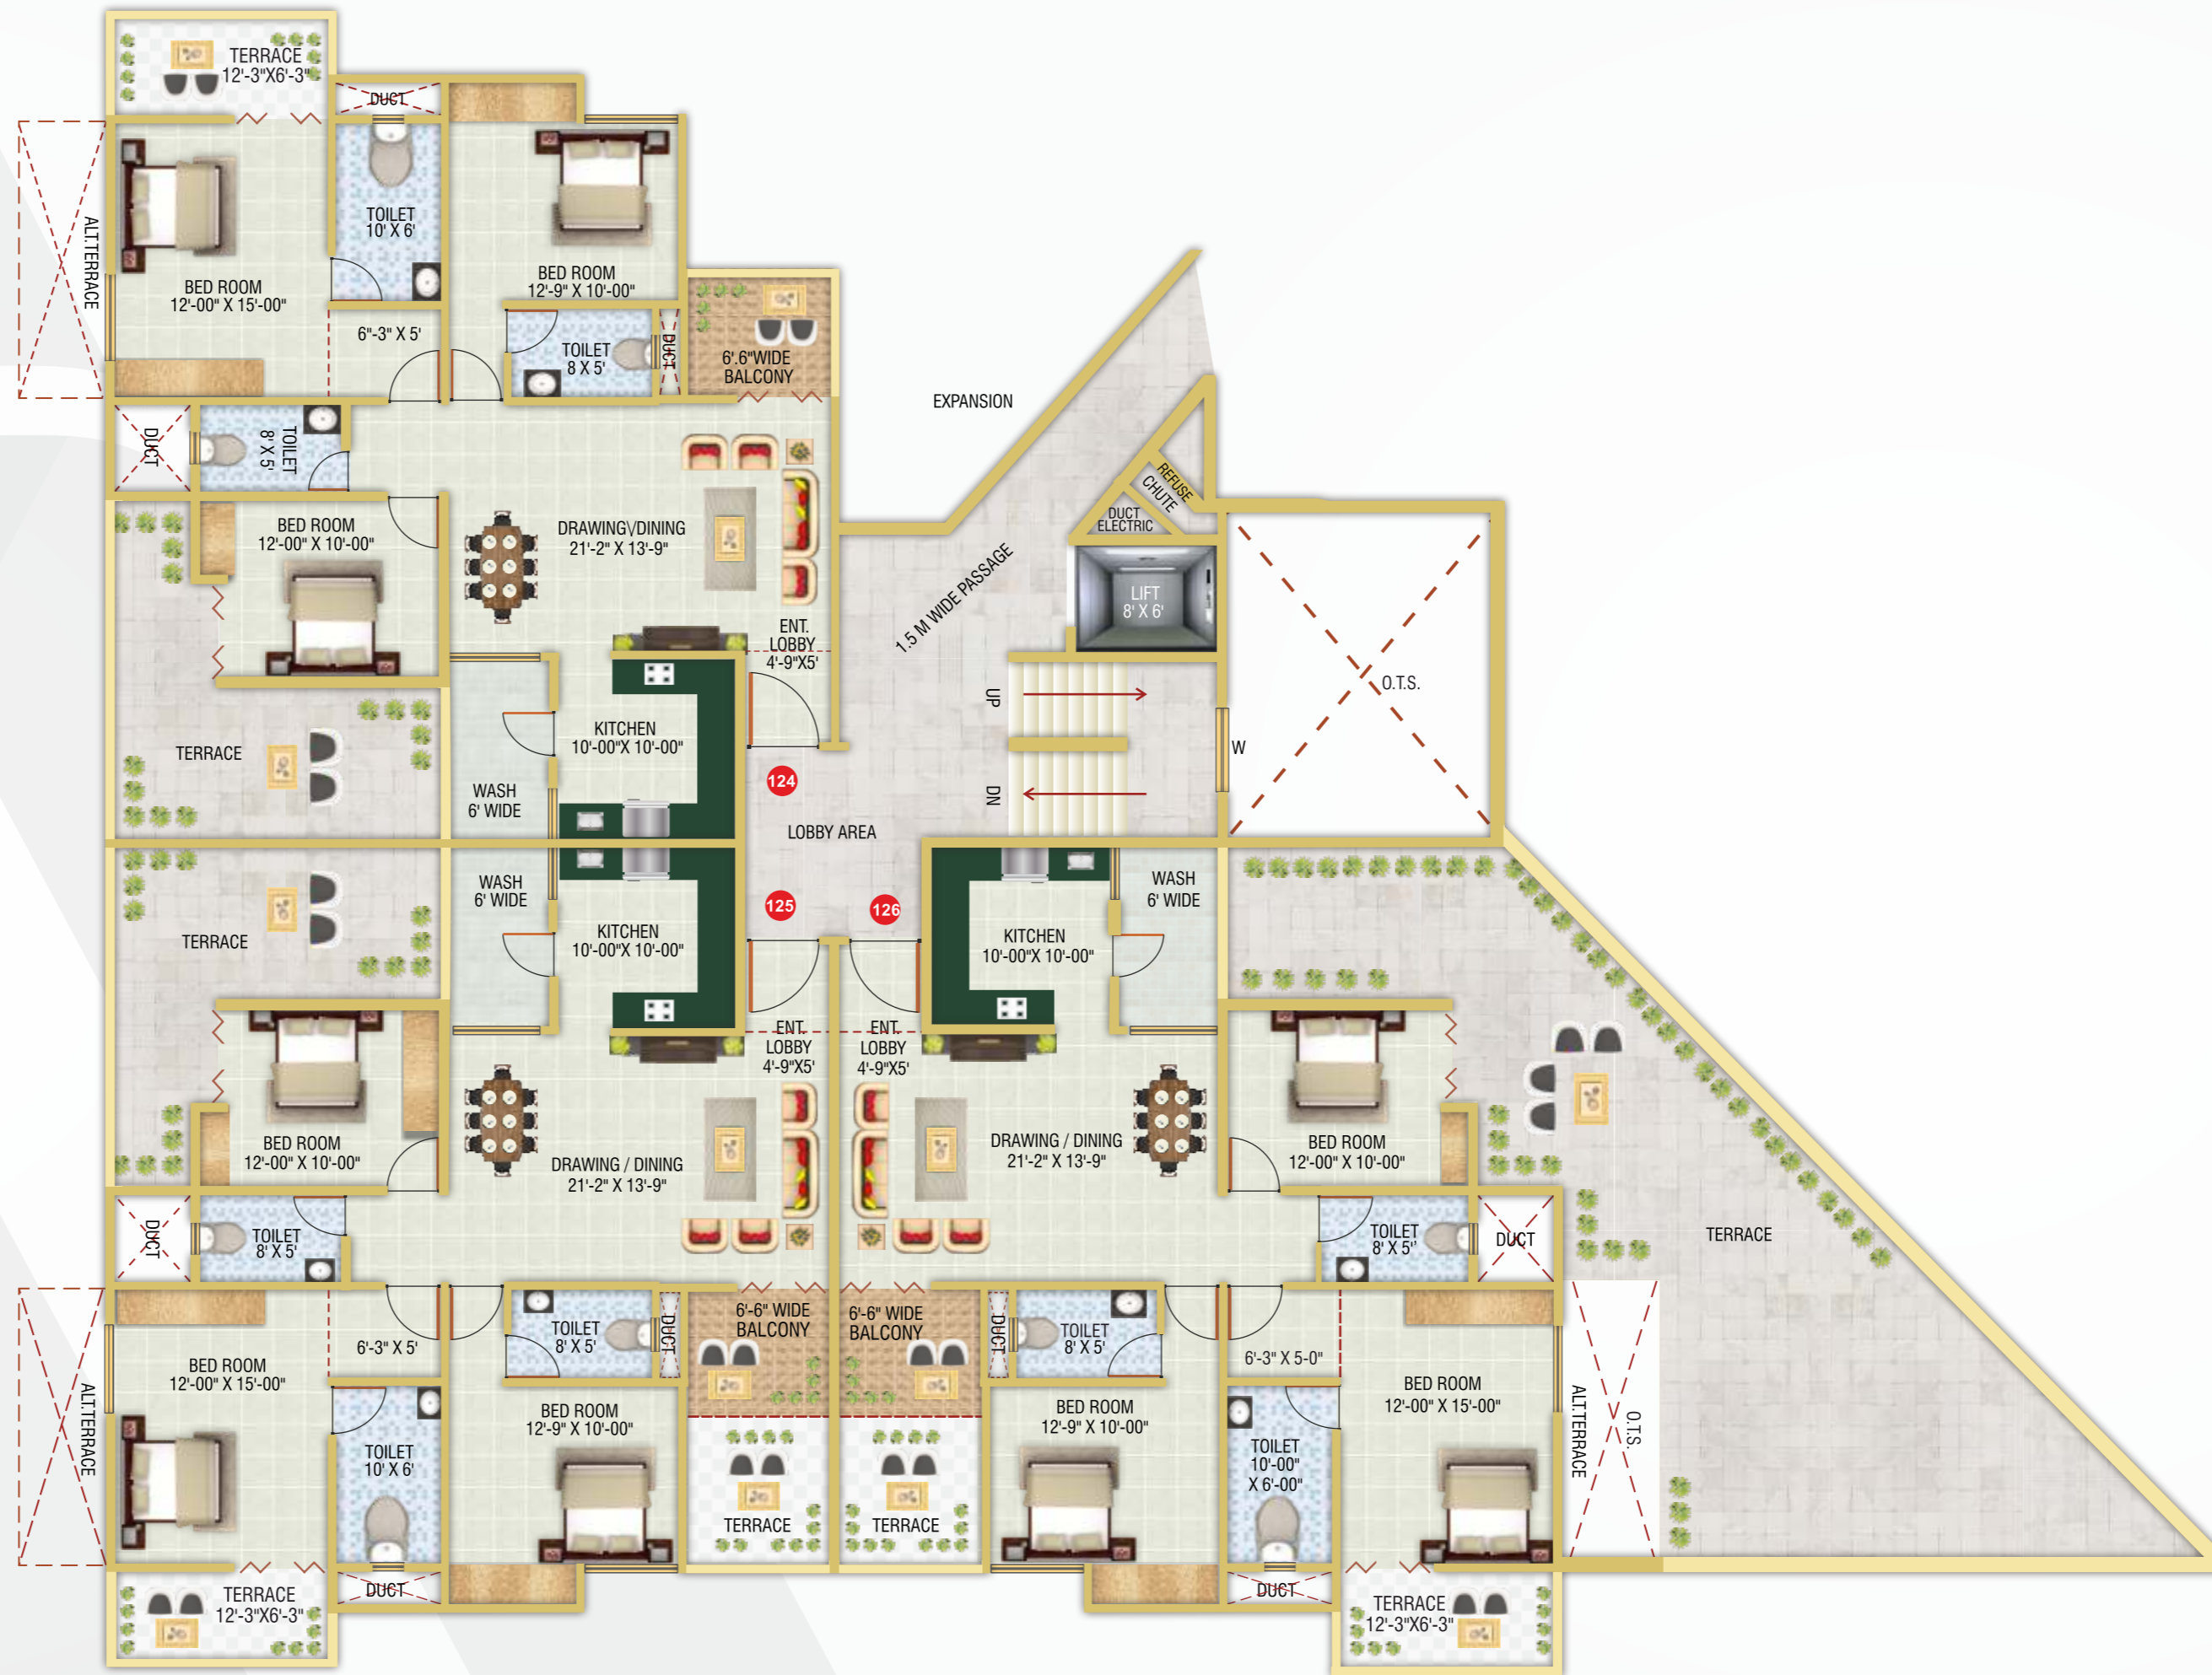 TERRACE
12'-3"X6'-3"
DUCT
ALT.TERRACE
TOILET
10' X 6'
BED ROOM
12'-00" X 15'-00"
BED ROOM
12'-9" X 10'-00"
6"-3" X 5'
TOILET
8 X 5'
DUCT
6'.6"WIDE
BALCONY
EXPANSION
DUCT
TOILET
8' X 5'
BED ROOM
12'-00" X 10'-00"
DRAWING\/DINING
21'-2" X 13'-9"
REFUSE
CHUTE
DUCT
ELECTRIC
1.5 M WIDE PASSAGE
LIFT
8' X 6'
ENT.
LOBBY
4'-9"X5'
O.T.S.
UP
TERRACE
KITCHEN
10'-00"X 10'-00"
W
WASH
6' WIDE
124
DN
LOBBY AREA
WASH
6' WIDE
WASH
6' WIDE
125
126
TERRACE
KITCHEN
10'-00"X 10'-00"
KITCHEN
10'-00"X 10'-00"
ENT.
LOBBY
4'-9"X5'
ENT.
LOBBY
4'-9"X5'
BED ROOM
12'-00" X 10'-00"
DRAWING / DINING
21'-2" X 13'-9"
DRAWING / DINING
21'-2" X 13'-9"
BED ROOM
12'-00" X 10'-00"
DUCT
TOILET
8' X 5'
TOILET
8' X 5'
DUCT
TERRACE
6'-3" X 5'
TOILET
8' X 5'
DUCT
6'-6" WIDE
BALCONY
6'-6" WIDE
BALCONY
DUCT
TOILET
8' X 5'
6'-3" X 5-0"
ALT.TERRACE
BED ROOM
12'-00" X 15'-00"
BED ROOM
12'-9" X 10'-00"
BED ROOM
12'-9" X 10'-00"
BED ROOM
12'-00" X 15'-00"
ALT.TERRACE
O.T.S.
TOILET
10' X 6'
TOILET
10'-00"
X 6'-00"
TERRACE
TERRACE
DUCT
DUCT
TERRACE
12'-3"X6'-3"
TERRACE
12'-3"X6'-3"